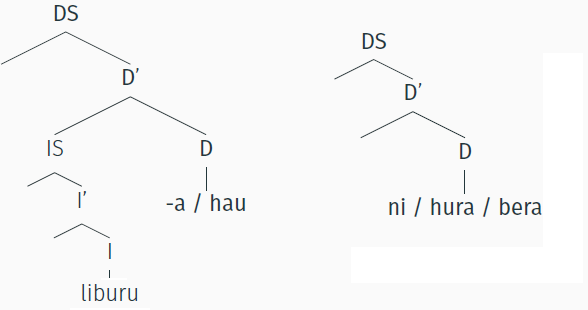 DS
D’
IS D
I’
-a / hau
I
liburu
DS
D’
D
ni / hura / bera